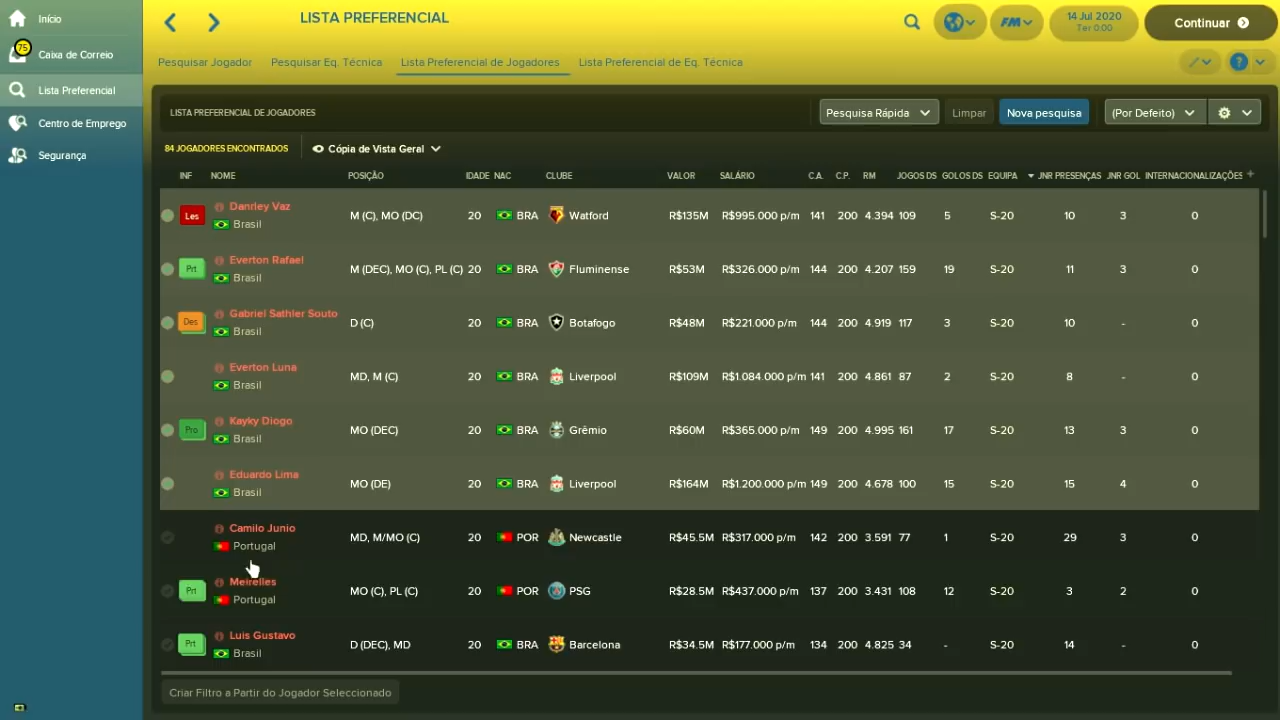 Início
75
Caixa de Correio
Lista Preferencial
Centro de Emprego
Segurança
LISTA PREFERENCIAL
FM
14 Jul 2020
Ter 0:00
Continuar
Pesquisar Jogador Pesquisar Eq. Técnica Lista Preferencial de Jogadores Lista Preferencial de Eq. Técnica
?
LISTA PREFERENCIAL DE JOGADORES
Pesquisa Rápida Limpar Nova pesquisa (Por Defeito)
84 JOGADORES ENCONTRADOS Cópia de Vista Geral
INF NOME POSIÇÃO IDADE NAC CLUBE VALOR SALÁRIO C.A. C.P. RM JOGOS DS GOLOS DS EQUIPA JNR PRESENÇAS JNR GOL INTERNACIONALIZAÇÕES +
Les Danrley Vaz
Brasil
M (C), MO (DC) 20 BRA Watford R$135M R$995.000 p/m 141 200 4.394 109 5 S-20 10 3 0
Prt Everton Rafael
Brasil
M (DEC), MO (C), PL (C) 20 BRA Fluminense R$53M R$326.000 p/m 144 200 4.207 159 19 S-20 11 3 0
Des Gabriel Sathler Souto
Brasil
D (C) 20 BRA Botafogo R$48M R$221.000 p/m 144 200 4.919 117 3 S-20 10 - 0
Everton Luna
Brasil
MD, M (C) 20 BRA Liverpool R$109M R$1.084.000 p/m 141 200 4.861 87 2 S-20 8 - 0
Pro Kayky Diogo
Brasil
MO (DEC) 20 BRA Grêmio R$60M R$365.000 p/m 149 200 4.995 161 17 S-20 13 3 0
Eduardo Lima
Brasil
MO (DE) 20 BRA Liverpool R$164M R$1.200.000 p/m 149 200 4.678 100 15 S-20 15 4 0
Camilo Junio
Portugal
MD, M/MO (C) 20 POR Newcastle R$45.5M R$317.000 p/m 142 200 3.591 77 1 S-20 29 3 0
Prt Meirelles
Portugal
MO (C), PL (C) 20 POR PSG R$28.5M R$437.000 p/m 137 200 3.431 108 12 S-20 3 2 0
Prt Luis Gustavo
Brasil
D (DEC), MD 20 BRA Barcelona R$34.5M R$177.000 p/m 134 200 4.825 34 - S-20 14 - 0
Criar Filtro a Partir do Jogador Seleccionado